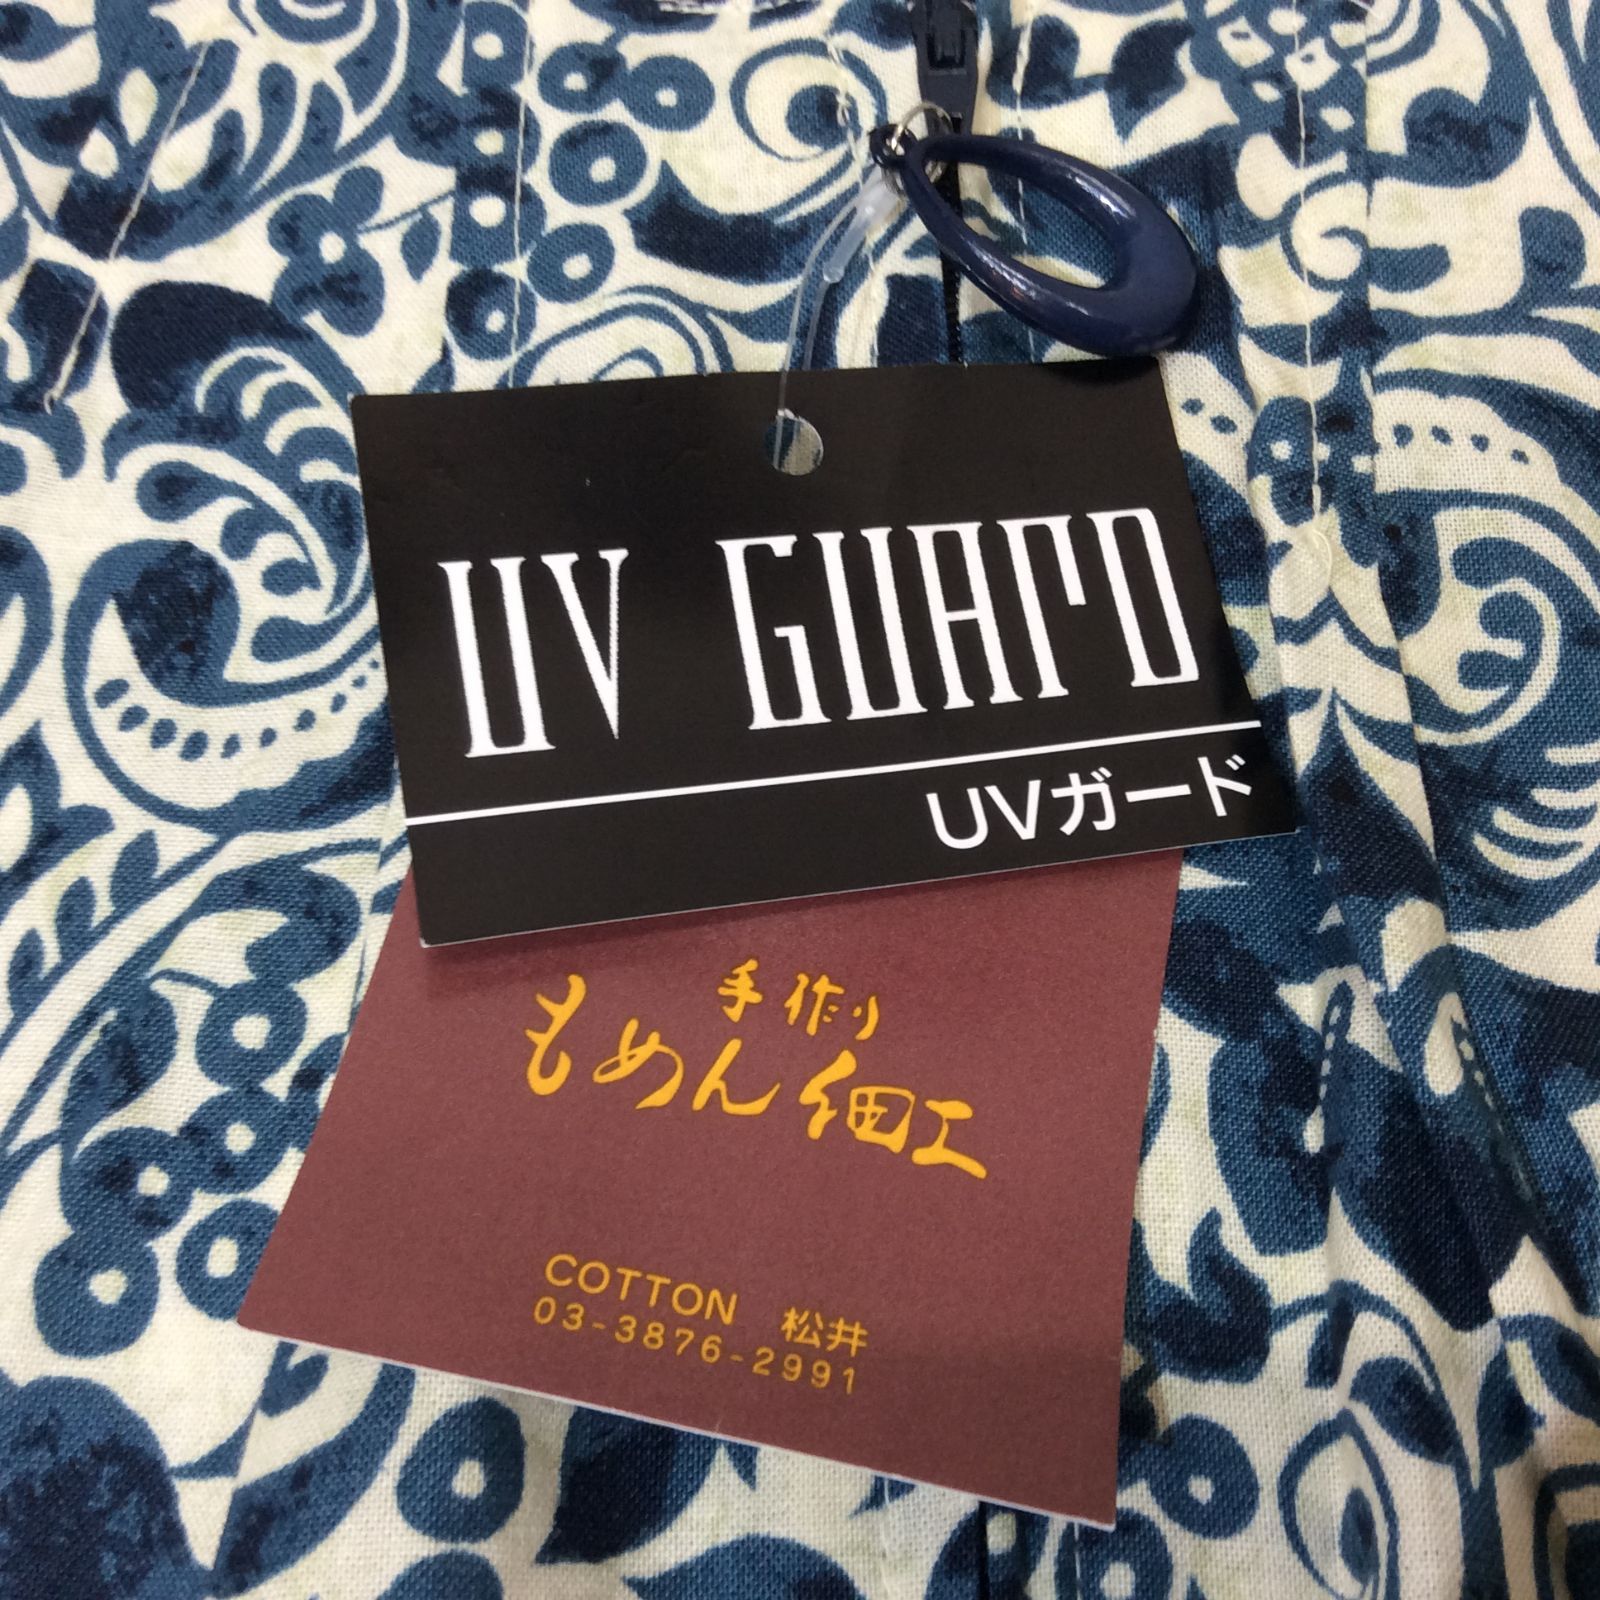 UV GUARD
UVガード
手作り
もめん細工
COTTON　松井
03-3876-2991